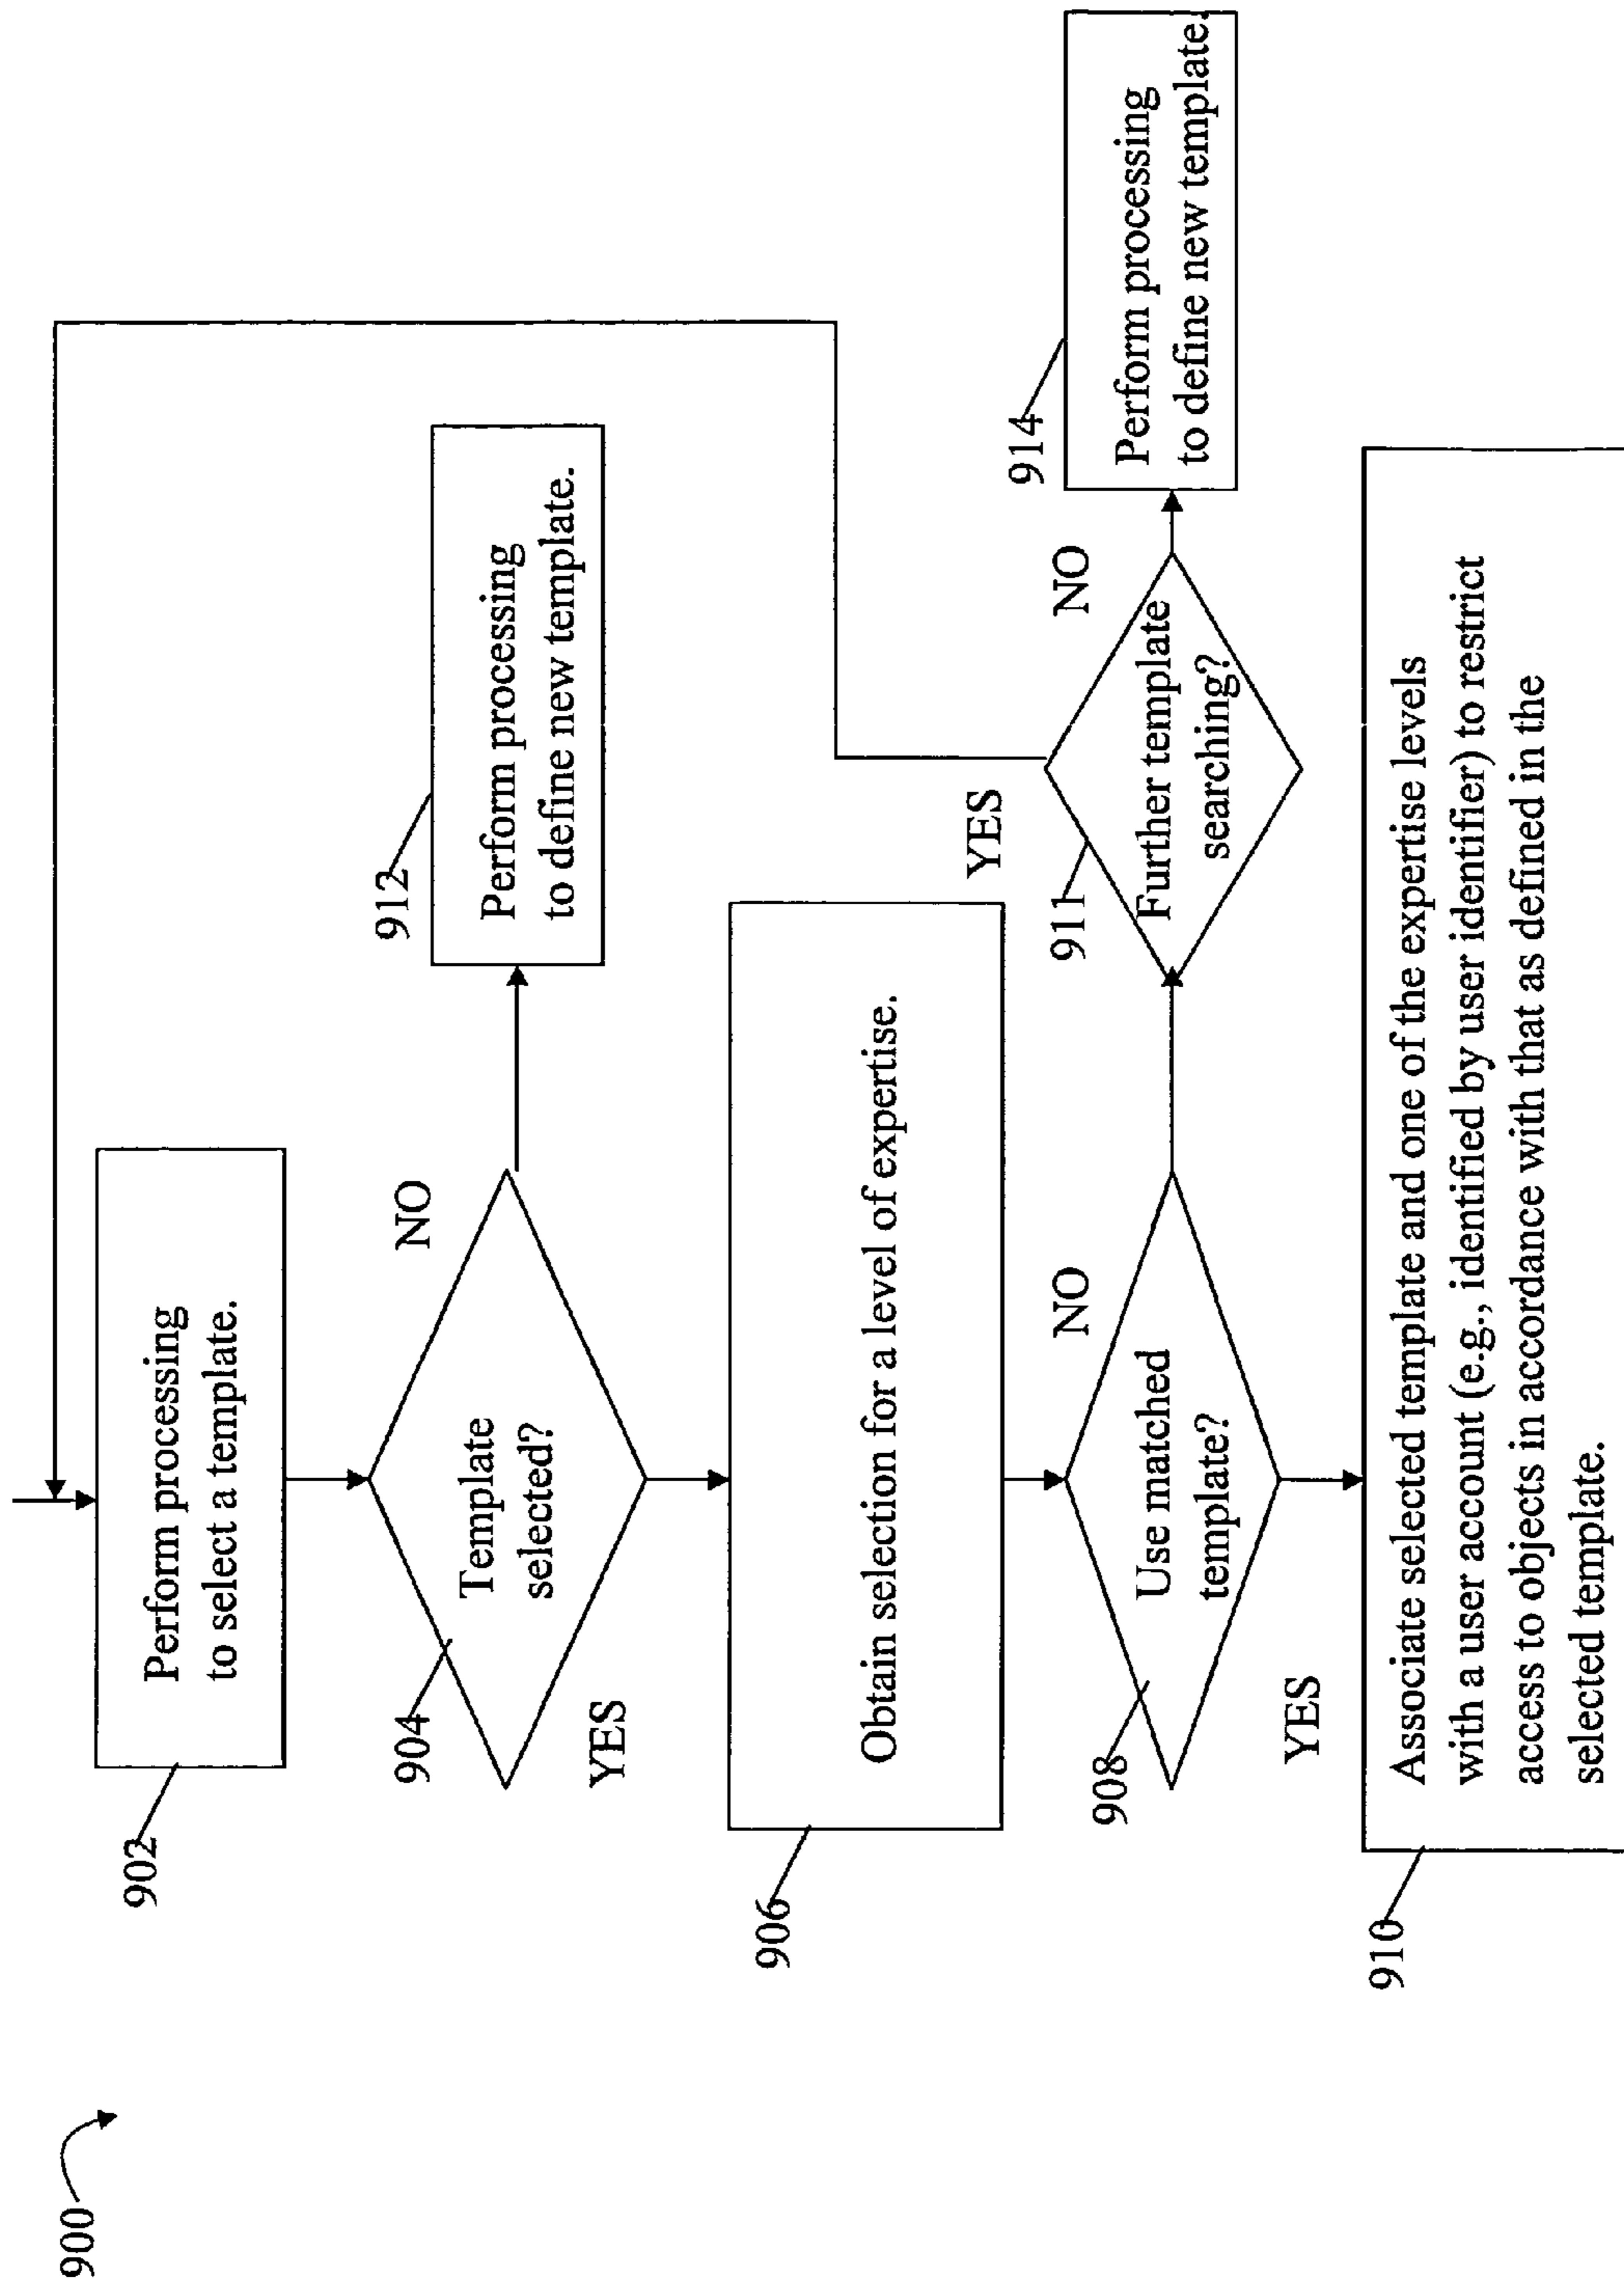 900
902
Perform processing
to select a template.
904
Template
selected?
NO
YES
912
Perform processing
to define new template.
906
Obtain selection for a level of expertise.
908
Use matched
template?
NO
YES
911
Further template
searching?
YES
NO
914
Perform processing
to define new template.
910
Associate selected template and one of the expertise levels
with a user account (e.g., identified by user identifier) to restrict
access to objects in accordance with that as defined in the
selected template.